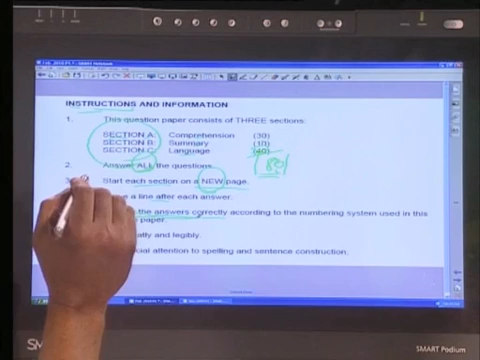 INSTRUCTIONS AND INFORMATION
1. This question paper consists of THREE sections:
SECTION A: Comprehension (30)
SECTION B: Summary (10)
SECTION C: Language (40)
80
2. Answer ALL the questions.
3. Start each section on a NEW page.
a line after each answer.
the answers correctly according to the numbering system used in this
paper.
and legibly.
attention to spelling and sentence construction.
SM
SMART Podium